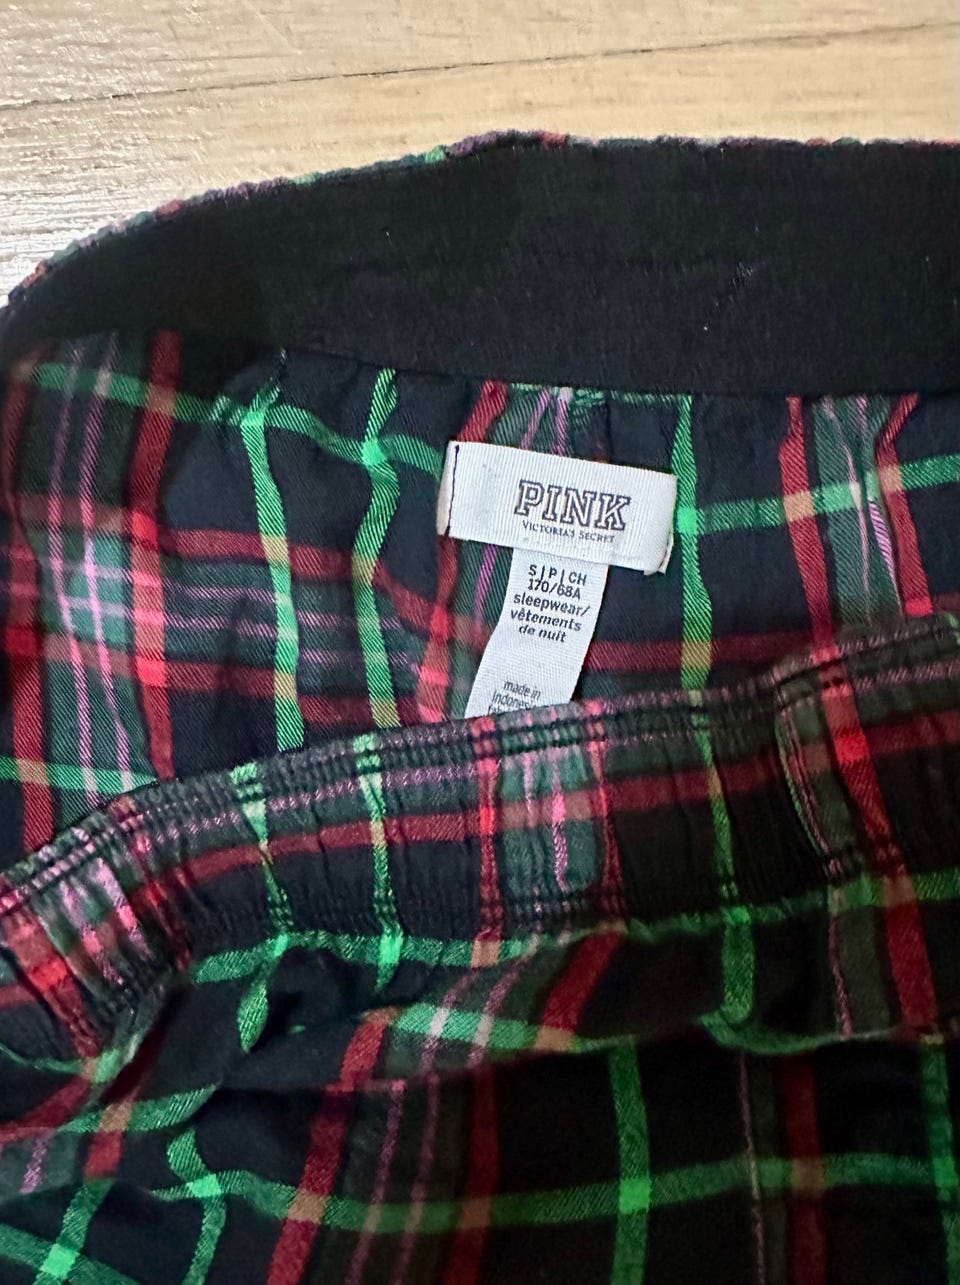 PINK
VICTORIA'S SECRET
S | P | CH
170/68A
sleepwear/
vêtements
de nuit
made in